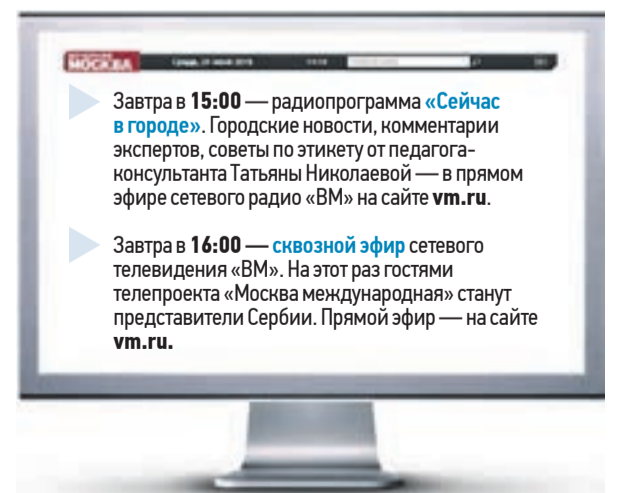 МОСКВА
Завтра в 15:00 — радиопрограмма «Сейчас
в городе». Городские новости, комментарии
экспертов, советы по этикету от педагога-
консультанта Татьяны Николаевой — в прямом
эфире сетевого радио «ВМ» на сайте vm.ru.
Завтра в 16:00 — сквозной эфир сетевого
телевидения «ВМ». На этот раз гостями
телепроекта «Москва международная» станут
представители Сербии. Прямой эфир — на сайте
vm.ru.